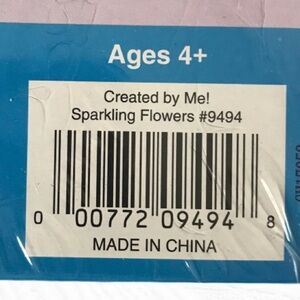 Ages 4+
Created by Me!
Sparkling Flowers #9494
0 00772 09494 8
MADE IN CHINA